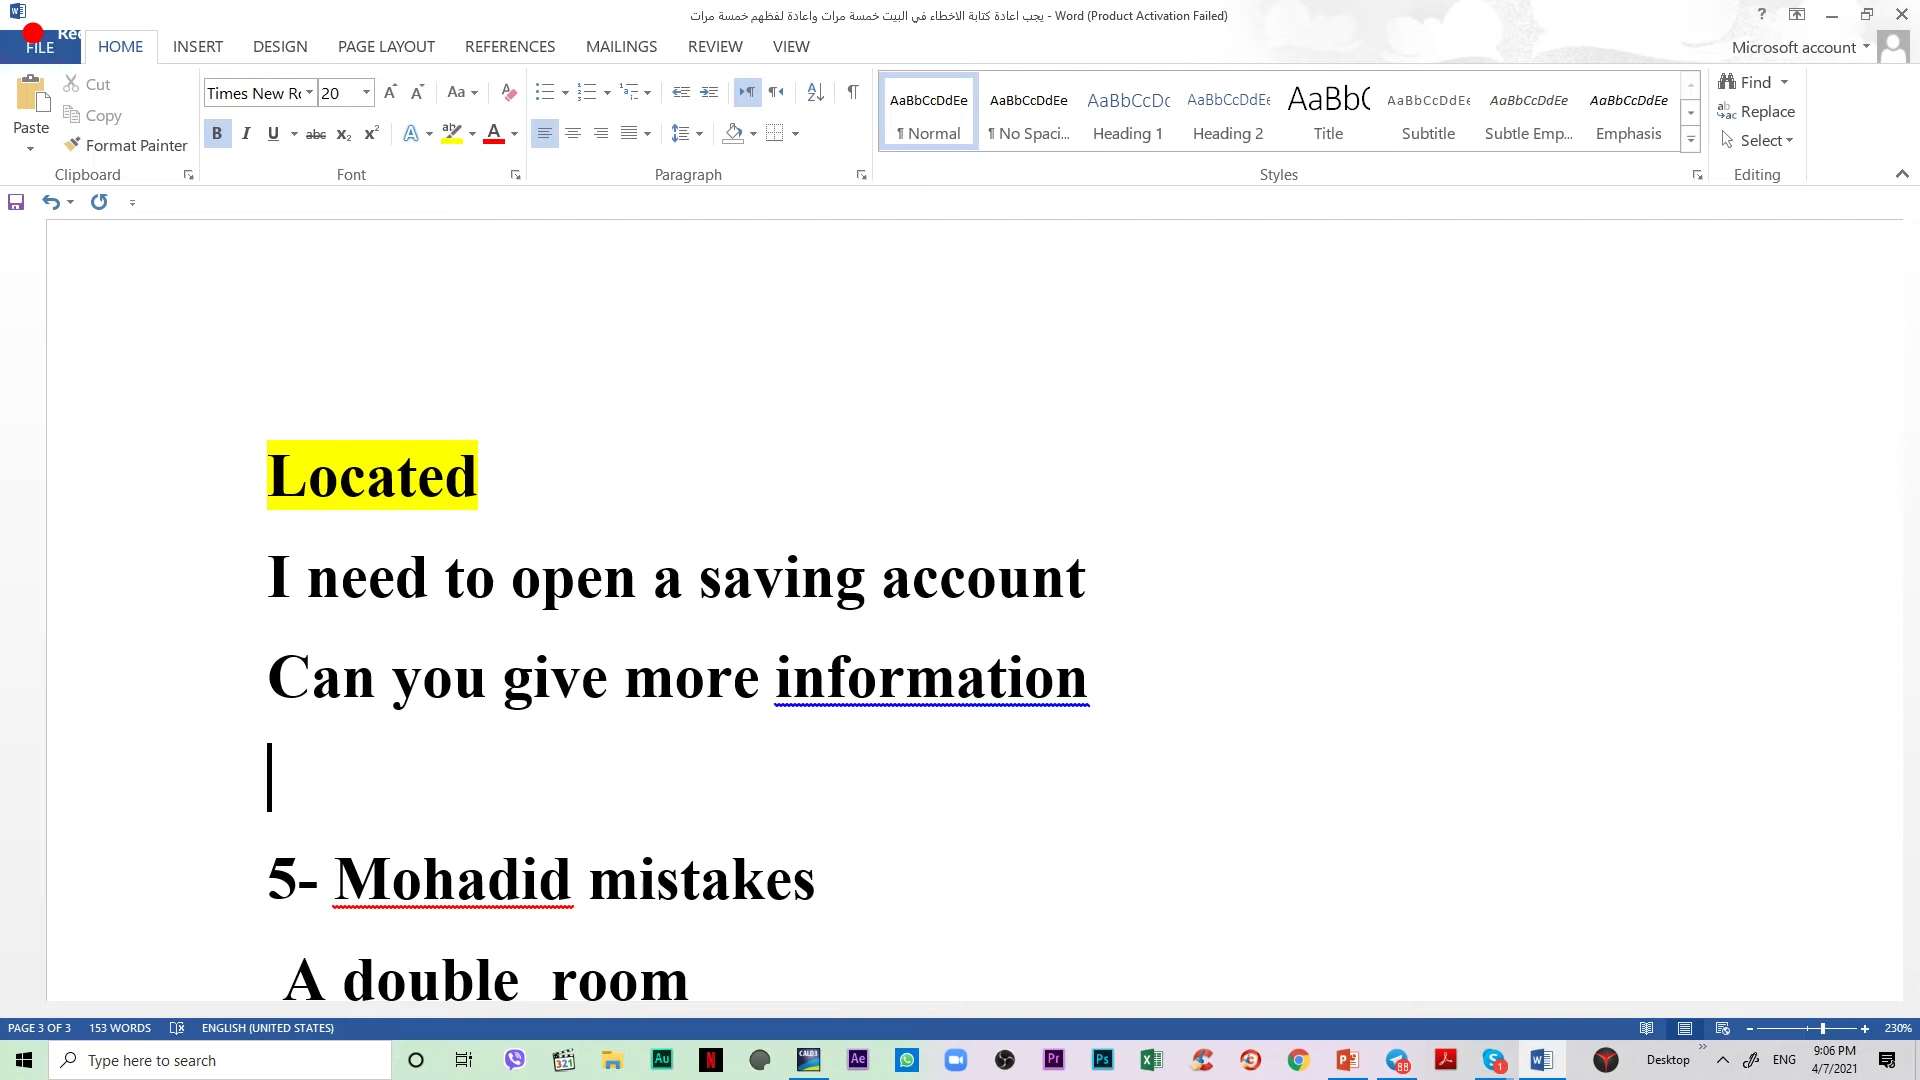 يجب اعادة كتابة الاخطاء في البيت خمسة مرات واعادة لفظهم خمسة مرات - Word (Product Activation Failed)
FILE HOME INSERT DESIGN PAGE LAYOUT REFERENCES MAILINGS REVIEW VIEW Microsoft account
Paste
Cut
Copy
Format Painter
Clipboard
Times New Ro 20
Font
Paragraph
AaBbCcDdEe AaBbCcDdEe AaBbCcDc AaBbCcDdEe AaBb( AaBbCcDdEe AaBbCcDdEe AaBbCcDdEe
¶ Normal ¶ No Spaci... Heading 1 Heading 2 Title Subtitle Subtle Emp... Emphasis
Styles
Find
Replace
Select
Editing
Located
I need to open a saving account
Can you give more information
5- Mohadid mistakes
A double room
PAGE 3 OF 3 153 WORDS ENGLISH (UNITED STATES) 230%
Type here to search
Desktop ENG 9:06 PM
4/7/2021